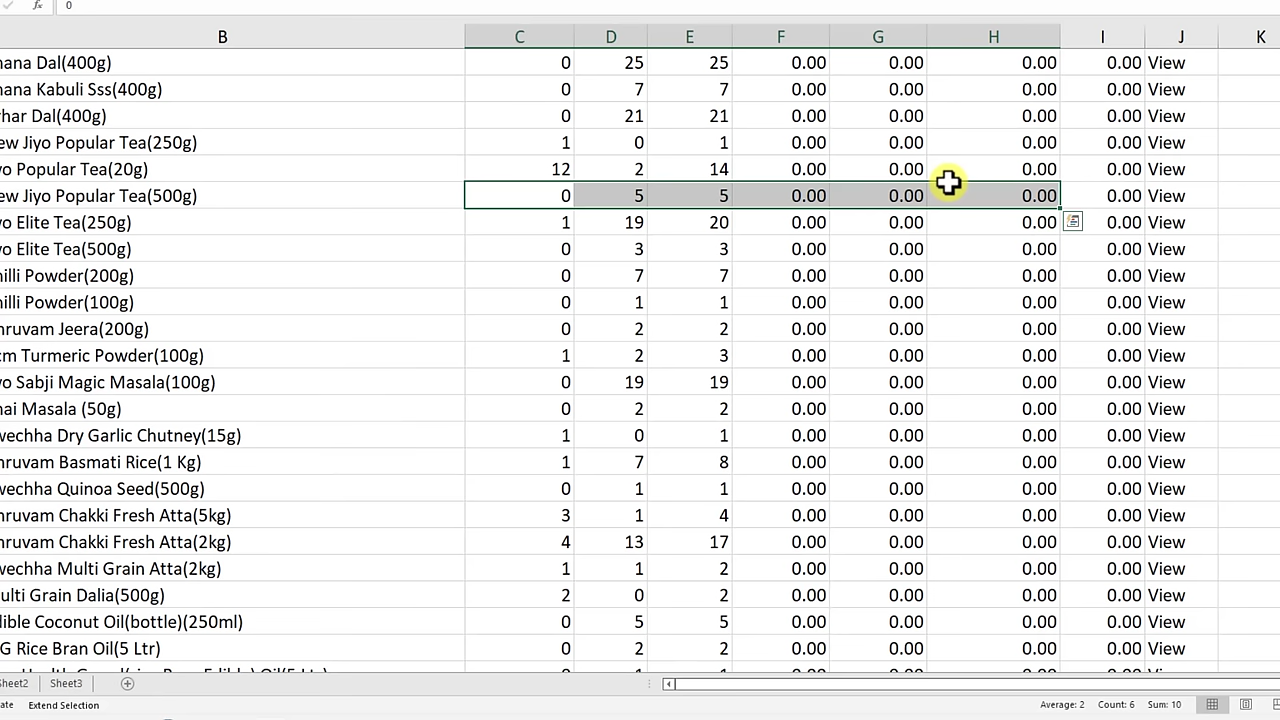 0
B C D E F G H I J K
hana Dal(400g) 0 25 25 0.00 0.00 0.00 0.00 View
hana Kabuli Sss(400g) 0 7 7 0.00 0.00 0.00 0.00 View
rhar Dal(400g) 0 21 21 0.00 0.00 0.00 0.00 View
ew Jiyo Popular Tea(250g) 1 0 1 0.00 0.00 0.00 0.00 View
yo Popular Tea(20g) 12 2 14 0.00 0.00 0.00 0.00 View
ew Jiyo Popular Tea(500g) 0 5 5 0.00 0.00 0.00 0.00 View
yo Elite Tea(250g) 1 19 20 0.00 0.00 0.00 0.00 View
yo Elite Tea(500g) 0 3 3 0.00 0.00 0.00 0.00 View
hilli Powder(200g) 0 7 7 0.00 0.00 0.00 0.00 View
hilli Powder(100g) 0 1 1 0.00 0.00 0.00 0.00 View
hruvam Jeera(200g) 0 2 2 0.00 0.00 0.00 0.00 View
cm Turmeric Powder(100g) 1 2 3 0.00 0.00 0.00 0.00 View
yo Sabji Magic Masala(100g) 0 19 19 0.00 0.00 0.00 0.00 View
hai Masala (50g) 0 2 2 0.00 0.00 0.00 0.00 View
wechha Dry Garlic Chutney(15g) 1 0 1 0.00 0.00 0.00 0.00 View
hruvam Basmati Rice(1 Kg) 1 7 8 0.00 0.00 0.00 0.00 View
wechha Quinoa Seed(500g) 0 1 1 0.00 0.00 0.00 0.00 View
hruvam Chakki Fresh Atta(5kg) 3 1 4 0.00 0.00 0.00 0.00 View
hruvam Chakki Fresh Atta(2kg) 4 13 17 0.00 0.00 0.00 0.00 View
wechha Multi Grain Atta(2kg) 1 1 2 0.00 0.00 0.00 0.00 View
ulti Grain Dalia(500g) 2 0 2 0.00 0.00 0.00 0.00 View
dible Coconut Oil(bottle)(250ml) 0 5 5 0.00 0.00 0.00 0.00 View
G Rice Bran Oil(5 Ltr) 0 2 2 0.00 0.00 0.00 0.00 View
Sheet2 Sheet3
ate Extend Selection Average: 2 Count: 6 Sum: 10